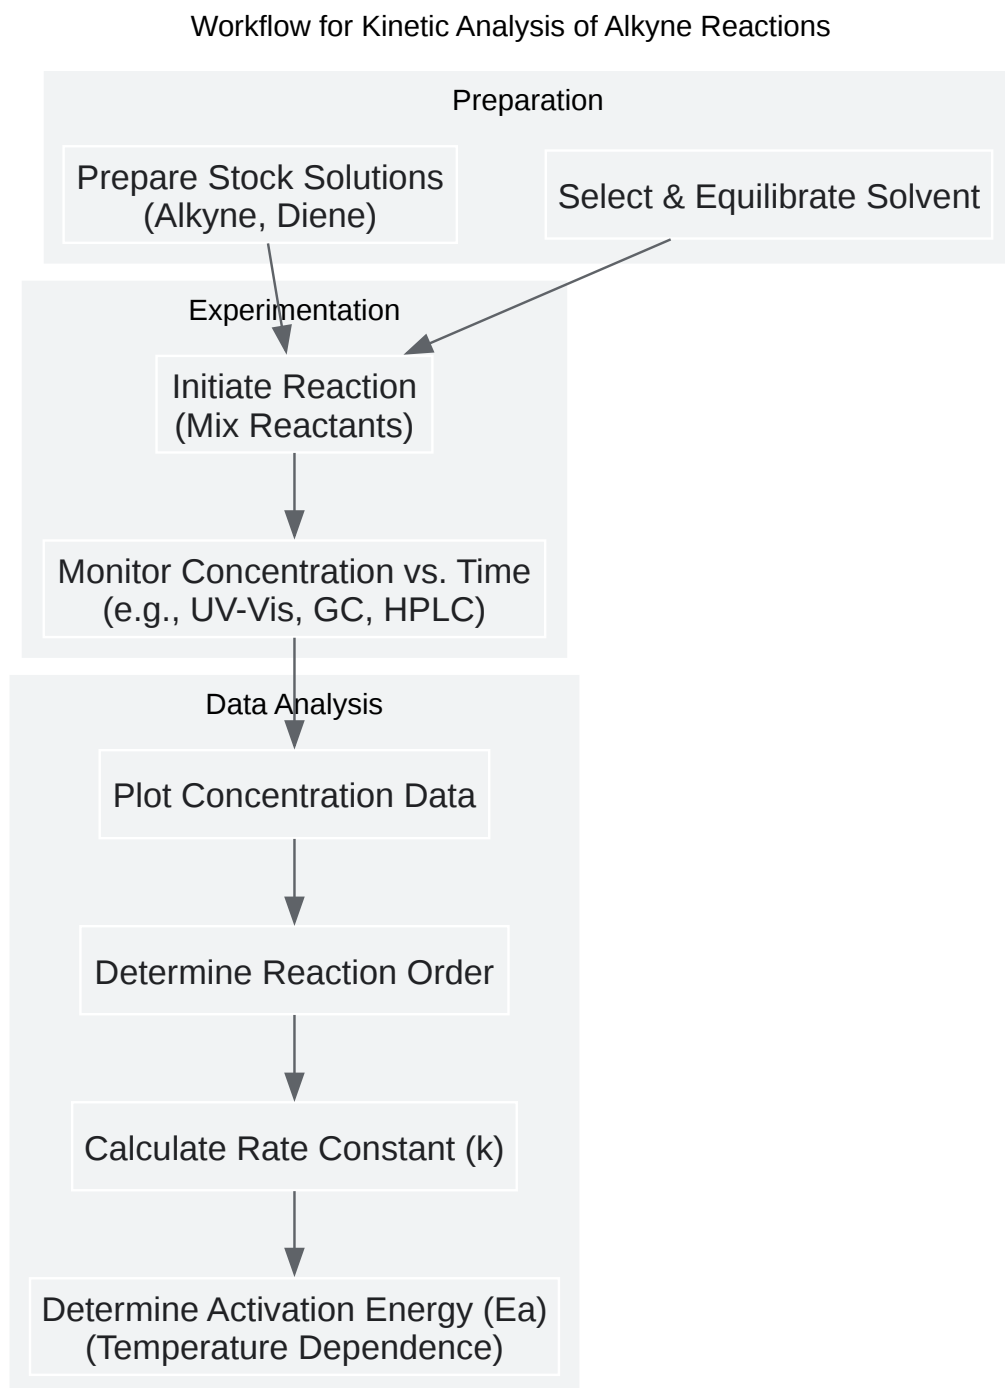 Workflow for Kinetic Analysis of Alkyne Reactions
Preparation
Prepare Stock Solutions
(Alkyne, Diene)
Select & Equilibrate Solvent
Experimentation
Initiate Reaction
(Mix Reactants)
Monitor Concentration vs. Time
(e.g., UV-Vis, GC, HPLC)
Data Analysis
Plot Concentration Data
Determine Reaction Order
Calculate Rate Constant (k)
Determine Activation Energy (Ea)
(Temperature Dependence)